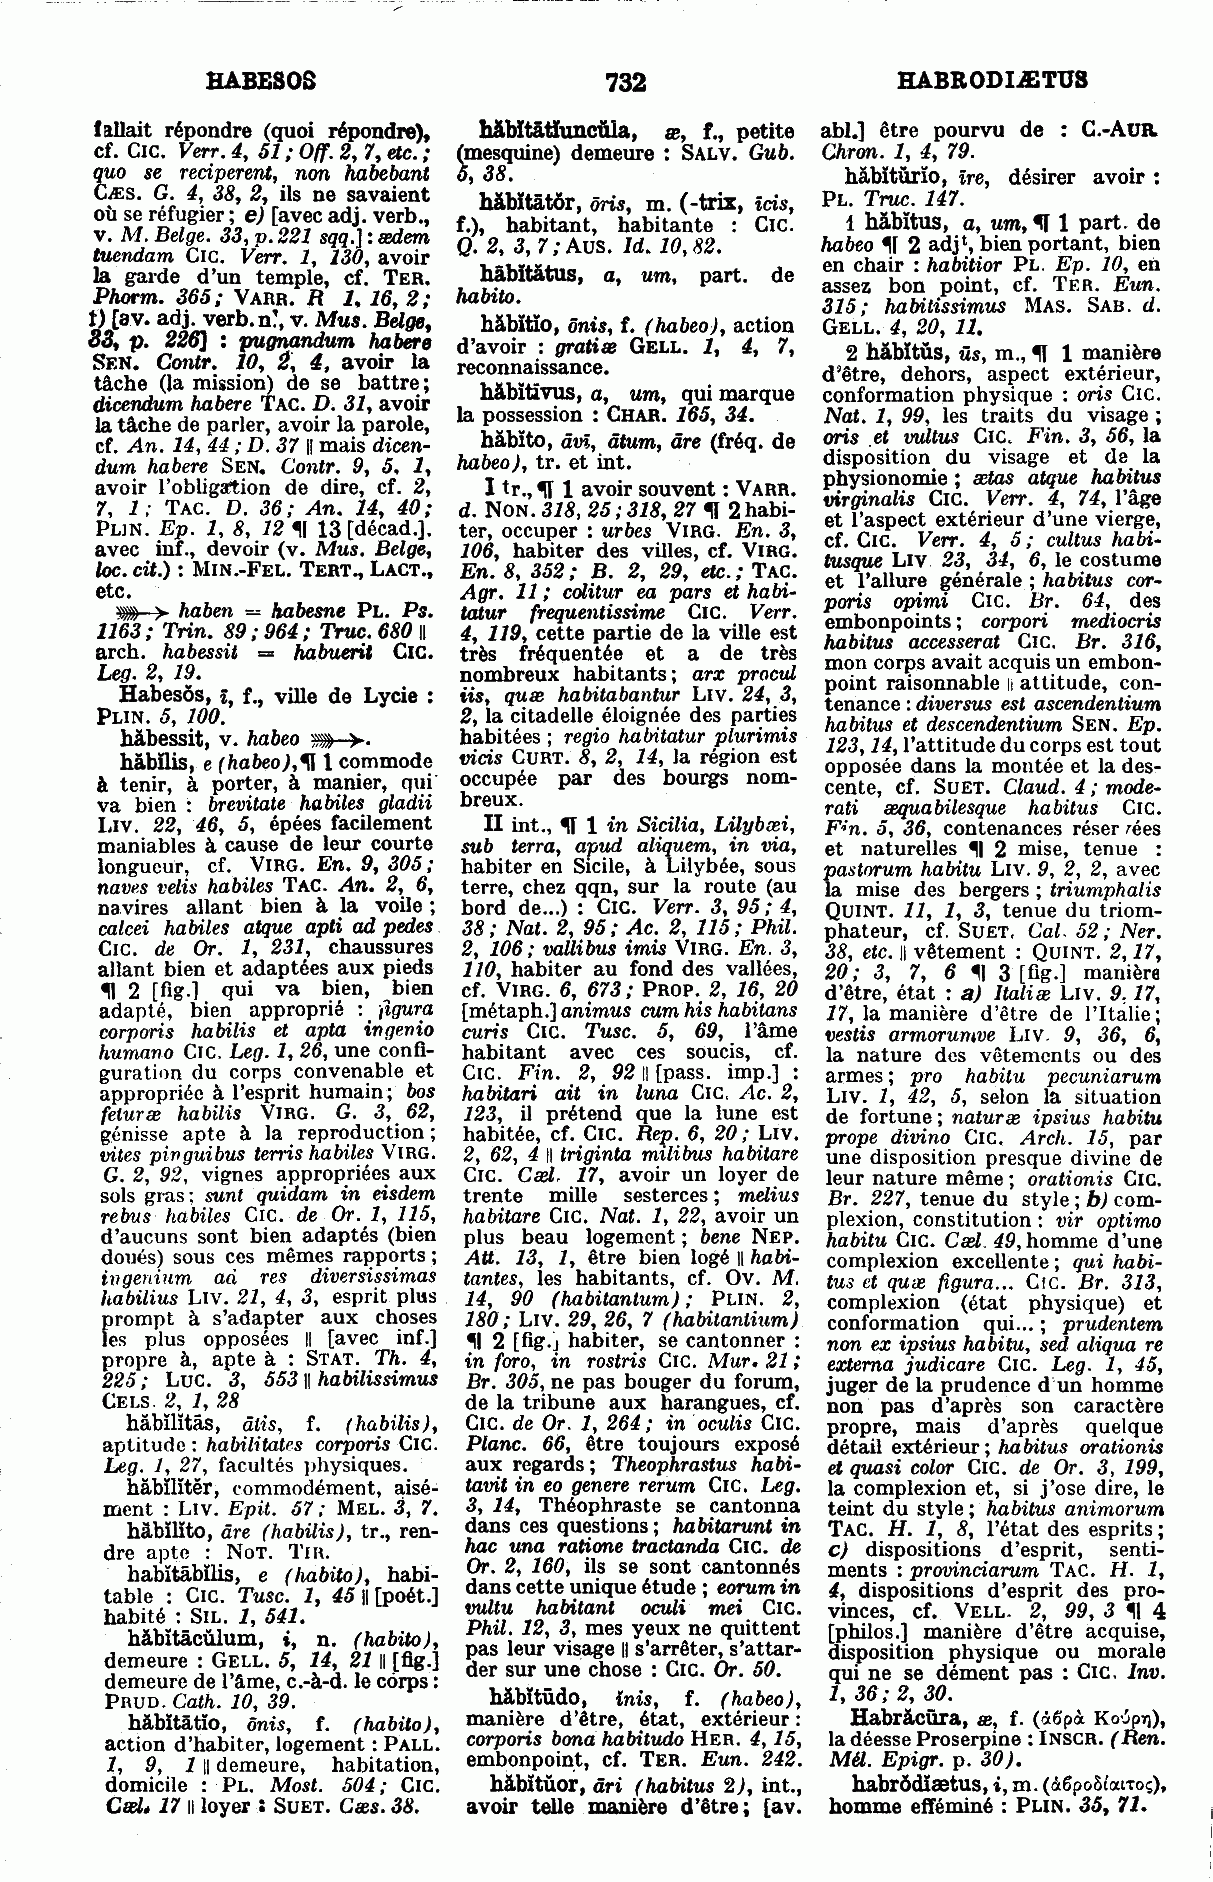 HABESOS
732
HABRODIÆTUS
fallait répondre (quoi répondre),
cf. CIC. Verr. 4, 51 ; Off. 2, 7, etc. ;
quo se reciperent, non habebant
CÆS. G. 4, 38, 2, ils ne savaient
où se réfugier ; e) [avec adj. verb.,
v. M. Belge. 33, p. 221 sqq.] : ædem
tuendam CIC. Verr. 1, 130, avoir
la garde d'un temple, cf. TER.
Phorm. 365 ; VARR. R 1, 16, 2 ;
f) [av. adj. verb. n., v. Mus. Belge,
33, p. 226] : pugnandum habere
SEN. Contr. 10, 2, 4, avoir la
tâche (la mission) de se battre ;
dicendum habere TAC. D. 31, avoir
la tâche de parler, avoir la parole,
cf. An. 14, 44 ; D. 37 || mais dicen-
dum habere SEN. Contr. 9, 5, 1,
avoir l'obligation de dire, cf. 2,
7, 1 ; TAC. D. 36 ; An. 14, 40 ;
PLIN. Ep. 1, 8, 12 ¶ 13 [décad.].
avec inf., devoir (v. Mus. Belge,
loc. cit.) : MIN.-FEL. TERT., LACT.,
etc.
haben = habesne PL. Ps.
1163 ; Trin. 89 ; 964 ; Truc. 680 ||
arch. habessit = habuerit CIC.
Leg. 2, 19.
Habesŏs, ī, f., ville de Lycie :
PLIN. 5, 100.
hăbessit, v. habeo ⟫→.
hăbĭlis, e (habeo), ¶ 1 commode
à tenir, à porter, à manier, qui
va bien : brevitate habiles gladii
LIV. 22, 46, 5, épées facilement
maniables à cause de leur courte
longueur, cf. VIRG. En. 9, 305 ;
naves velis habiles TAC. An. 2, 6,
navires allant bien à la voile ;
calcei habiles atque apti ad pedes
CIC. de Or. 1, 231, chaussures
allant bien et adaptées aux pieds
¶ 2 [fig.] qui va bien, bien
adapté, bien approprié : figura
corporis habilis et apta ingenio
humano CIC. Leg. 1, 26, une confi-
guration du corps convenable et
appropriée à l'esprit humain ; bos
feturæ habilis VIRG. G. 3, 62,
génisse apte à la reproduction ;
vites pinguibus terris habiles VIRG.
G. 2, 92, vignes appropriées aux
sols gras ; sunt quidam in eisdem
rebus habiles CIC. de Or. 1, 115,
d'aucuns sont bien adaptés (bien
doués) sous ces mêmes rapports ;
ingenium ad res diversissimas
habilius LIV. 21, 4, 3, esprit plus
prompt à s'adapter aux choses
les plus opposées || [avec inf.]
propre à, apte à : STAT. Th. 4,
225 ; LUC. 3, 553 || habilissimus
CELS. 2, 1, 28
hăbĭlĭtās, ātis, f. (habilis),
aptitude : habilitates corporis CIC.
Leg. 1, 27, facultés physiques.
hăbĭlĭtĕr, commodément, aisé-
ment : LIV. Epit. 57 ; MEL. 3, 7.
hăbĭlĭto, āre (habilis), tr., ren-
dre apte : NOT. TIR.
habĭtābĭlis, e (habito), habi-
table : CIC. Tusc. 1, 45 || [poét.]
habité : SIL. 1, 541.
hăbĭtācŭlum, i, n. (habito),
demeure : GELL. 5, 14, 21 || [fig.]
demeure de l'âme, c.-à-d. le corps :
PRUD. Cath. 10, 39.
hăbĭtātĭo, ōnis, f. (habito),
action d'habiter, logement : PALL.
1, 9, 1 || demeure, habitation,
domicile : PL. Most. 504 ; CIC.
Cæl. 17 || loyer : SUET. Cæs. 38.
hăbĭtātĭuncŭla, æ, f., petite
(mesquine) demeure : SALV. Gub.
5, 38.
hăbĭtātŏr, ōris, m. (-trix, īcis,
f.), habitant, habitante : CIC.
Q. 2, 3, 7 ; AUS. Id. 10, 82.
hăbĭtātus, a, um, part. de
habito.
hăbĭtĭo, ōnis, f. (habeo), action
d'avoir : gratiæ GELL. 1, 4, 7,
reconnaissance.
hăbĭtīvus, a, um, qui marque
la possession : CHAR. 165, 34.
hăbĭto, āvī, ātum, āre (fréq. de
habeo), tr. et int.
I tr., ¶ 1 avoir souvent : VARR.
d. NON. 318, 25 ; 318, 27 ¶ 2 habi-
ter, occuper : urbes VIRG. En. 3,
106, habiter des villes, cf. VIRG.
En. 8, 352 ; B. 2, 29, etc. ; TAC.
Agr. 11 ; colitur ea pars et habi-
tatur frequentissime CIC. Verr.
4, 119, cette partie de la ville est
très fréquentée et a de très
nombreux habitants ; arx procul
iis, quæ habitabantur LIV. 24, 3,
2, la citadelle éloignée des parties
habitées ; regio habitatur plurimis
vicis CURT. 8, 2, 14, la région est
occupée par des bourgs nom-
breux.
II int., ¶ 1 in Sicilia, Lilybæi,
sub terra, apud aliquem, in via,
habiter en Sicile, à Lilybée, sous
terre, chez qqn, sur la route (au
bord de...) : CIC. Verr. 3, 95 ; 4,
38 ; Nat. 2, 95 ; Ac. 2, 115 ; Phil.
2, 106 ; vallibus imis VIRG. En. 3,
110, habiter au fond des vallées,
cf. VIRG. 6, 673 ; PROP. 2, 16, 20
[métaph.] animus cum his habitans
curis CIC. Tusc. 5, 69, l'âme
habitant avec ces soucis, cf.
CIC. Fin. 2, 92 || [pass. imp.] :
habitari ait in luna CIC. Ac. 2,
123, il prétend que la lune est
habitée, cf. CIC. Rep. 6, 20 ; LIV.
2, 62, 4 || triginta milibus habitare
CIC. Cæl. 17, avoir un loyer de
trente mille sesterces ; melius
habitare CIC. Nat. 1, 22, avoir un
plus beau logement ; bene NEP.
Att. 13, 1, être bien logé || habi-
tantes, les habitants, cf. OV. M.
14, 90 (habitantum) ; PLIN. 2,
180 ; LIV. 29, 26, 7 (habitantium)
¶ 2 [fig.] habiter, se cantonner :
in foro, in rostris CIC. Mur. 21 ;
Br. 305, ne pas bouger du forum,
de la tribune aux harangues, cf.
CIC. de Or. 1, 264 ; in oculis CIC.
Planc. 66, être toujours exposé
aux regards ; Theophrastus habi-
tavit in eo genere rerum CIC. Leg.
3, 14, Théophraste se cantonna
dans ces questions ; habitarunt in
hac una ratione tractanda CIC. de
Or. 2, 160, ils se sont cantonnés
dans cette unique étude ; eorum in
vultu habitant oculi mei CIC.
Phil. 12, 3, mes yeux ne quittent
pas leur visage || s'arrêter, s'attar-
der sur une chose : CIC. Or. 50.
hăbĭtūdo, ĭnis, f. (habeo),
manière d'être, état, extérieur :
corporis bona habitudo HER. 4, 15,
embonpoint, cf. TER. Eun. 242.
hăbĭtŭor, āri (habitus 2), int.,
avoir telle manière d'être ; [av.
abl.] être pourvu de : C.-AUR.
Chron. 1, 4, 79.
hăbĭtŭrĭo, īre, désirer avoir :
PL. Truc. 147.
1 hăbĭtus, a, um, ¶ 1 part. de
habeo ¶ 2 adjt, bien portant, bien
en chair : habitior PL. Ep. 10, en
assez bon point, cf. TER. Eun.
315 ; habitissimus MAS. SAB. d.
GELL. 4, 20, 11.
2 hăbĭtŭs, ūs, m., ¶ 1 manière
d'être, dehors, aspect extérieur,
conformation physique : oris CIC.
Nat. 1, 99, les traits du visage ;
oris et vultus CIC. Fin. 3, 56, la
disposition du visage et de la
physionomie ; ætas atque habitus
virginalis CIC. Verr. 4, 74, l'âge
et l'aspect extérieur d'une vierge,
cf. CIC. Verr. 4, 5 ; cultus habi-
tusque LIV 23, 34, 6, le costume
et l'allure générale ; habitus cor-
poris opimi CIC. Br. 64, des
embonpoints ; corpori mediocris
habitus accesserat CIC. Br. 316,
mon corps avait acquis un embon-
point raisonnable || attitude, con-
tenance : diversus est ascendentium
habitus et descendentium SEN. Ep.
123, 14, l'attitude du corps est tout
opposée dans la montée et la des-
cente, cf. SUET. Claud. 4 ; mode-
rati æquabilesque habitus CIC.
Fin. 5, 36, contenances réservées
et naturelles ¶ 2 mise, tenue :
pastorum habitu LIV. 9, 2, 2, avec
la mise des bergers ; triumphalis
QUINT. 11, 1, 3, tenue du triom-
phateur, cf. SUET. Cal. 52 ; Ner.
38, etc. || vêtement : QUINT. 2, 17,
20 ; 3, 7, 6 ¶ 3 [fig.] manière
d'être, état : a) Italiæ LIV. 9, 17,
17, la manière d'être de l'Italie ;
vestis armorumve LIV. 9, 36, 6,
la nature des vêtements ou des
armes ; pro habitu pecuniarum
LIV. 1, 42, 5, selon la situation
de fortune ; naturæ ipsius habitu
prope divino CIC. Arch. 15, par
une disposition presque divine de
leur nature même ; orationis CIC.
Br. 227, tenue du style ; b) com-
plexion, constitution : vir optimo
habitu CIC. Cæl. 49, homme d'une
complexion excellente ; qui habi-
tus et quæ figura... CIC. Br. 313,
complexion (état physique) et
conformation qui... ; prudentem
non ex ipsius habitu, sed aliqua re
externa judicare CIC. Leg. 1, 45,
juger de la prudence d'un homme
non pas d'après son caractère
propre, mais d'après quelque
détail extérieur ; habitus orationis
et quasi color CIC. de Or. 3, 199,
la complexion et, si j'ose dire, le
teint du style ; habitus animorum
TAC. H. 1, 8, l'état des esprits ;
c) dispositions d'esprit, senti-
ments : provinciarum TAC. H. 1,
4, dispositions d'esprit des pro-
vinces, cf. VELL. 2, 99, 3 ¶ 4
[philos.] manière d'être acquise,
disposition physique ou morale
qui ne se dément pas : CIC. Inv.
1, 36 ; 2, 30.
Habrăcūra, æ, f. (ἁβρὰ Κούρη),
la déesse Proserpine : INSCR. (Ren.
Mél. Epigr. p. 30).
habrŏdĭætus, i, m. (ἁβροδίαιτος),
homme efféminé : PLIN. 35, 71.